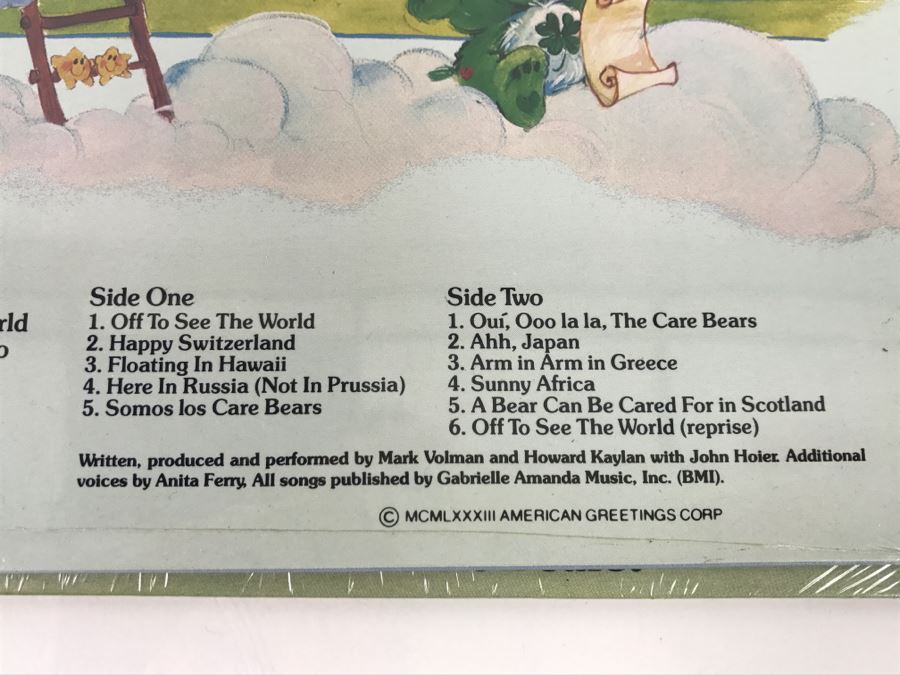 rld
o
Side One
1. Off To See The World
2. Happy Switzerland
3. Floating In Hawaii
4. Here In Russia (Not In Prussia)
5. Somos los Care Bears
Side Two
1. Ouí, Ooo la la, The Care Bears
2. Ahh, Japan
3. Arm in Arm in Greece
4. Sunny Africa
5. A Bear Can Be Cared For in Scotland
6. Off To See The World (reprise)
Written, produced and performed by Mark Volman and Howard Kaylan with John Hoier. Additional
voices by Anita Ferry, All songs published by Gabrielle Amanda Music, Inc. (BMI).
© MCMLXXXIII AMERICAN GREETINGS CORP